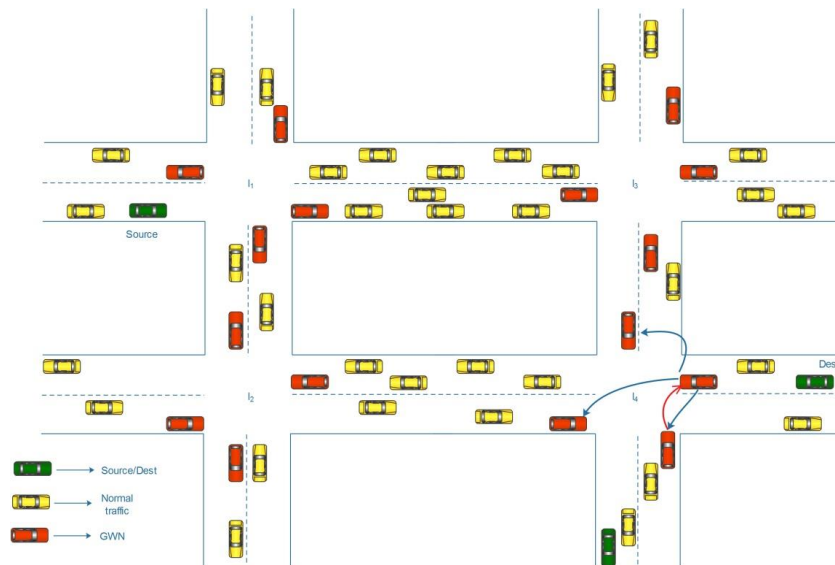 I1
I3
Source
Des
I2
I4
Source/Dest
Normal
traffic
GWN